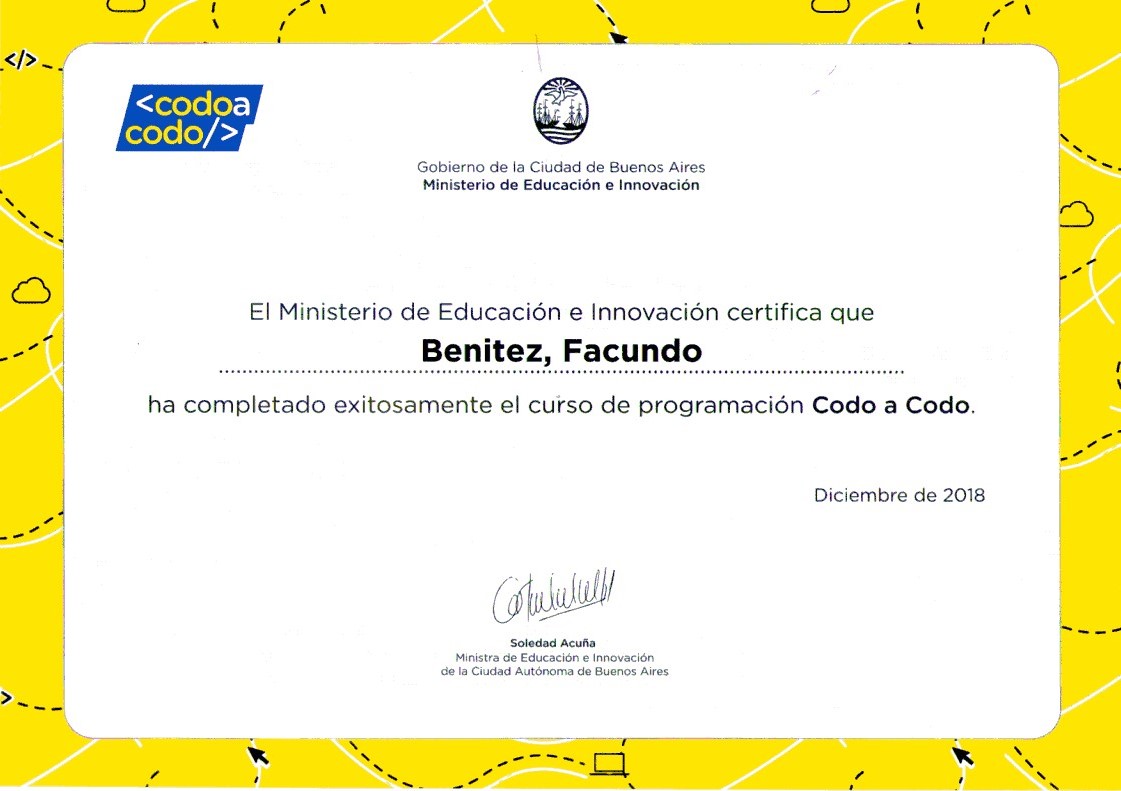 </>
<codoa
codo/>
Gobierno de la Ciudad de Buenos Aires
Ministerio de Educación e Innovación
El Ministerio de Educación e Innovación certifica que
Benitez, Facundo
ha completado exitosamente el curso de programación Codo a Codo.
Diciembre de 2018
Soledad Acuña
Ministra de Educación e Innovación
de la Ciudad Autónoma de Buenos Aires